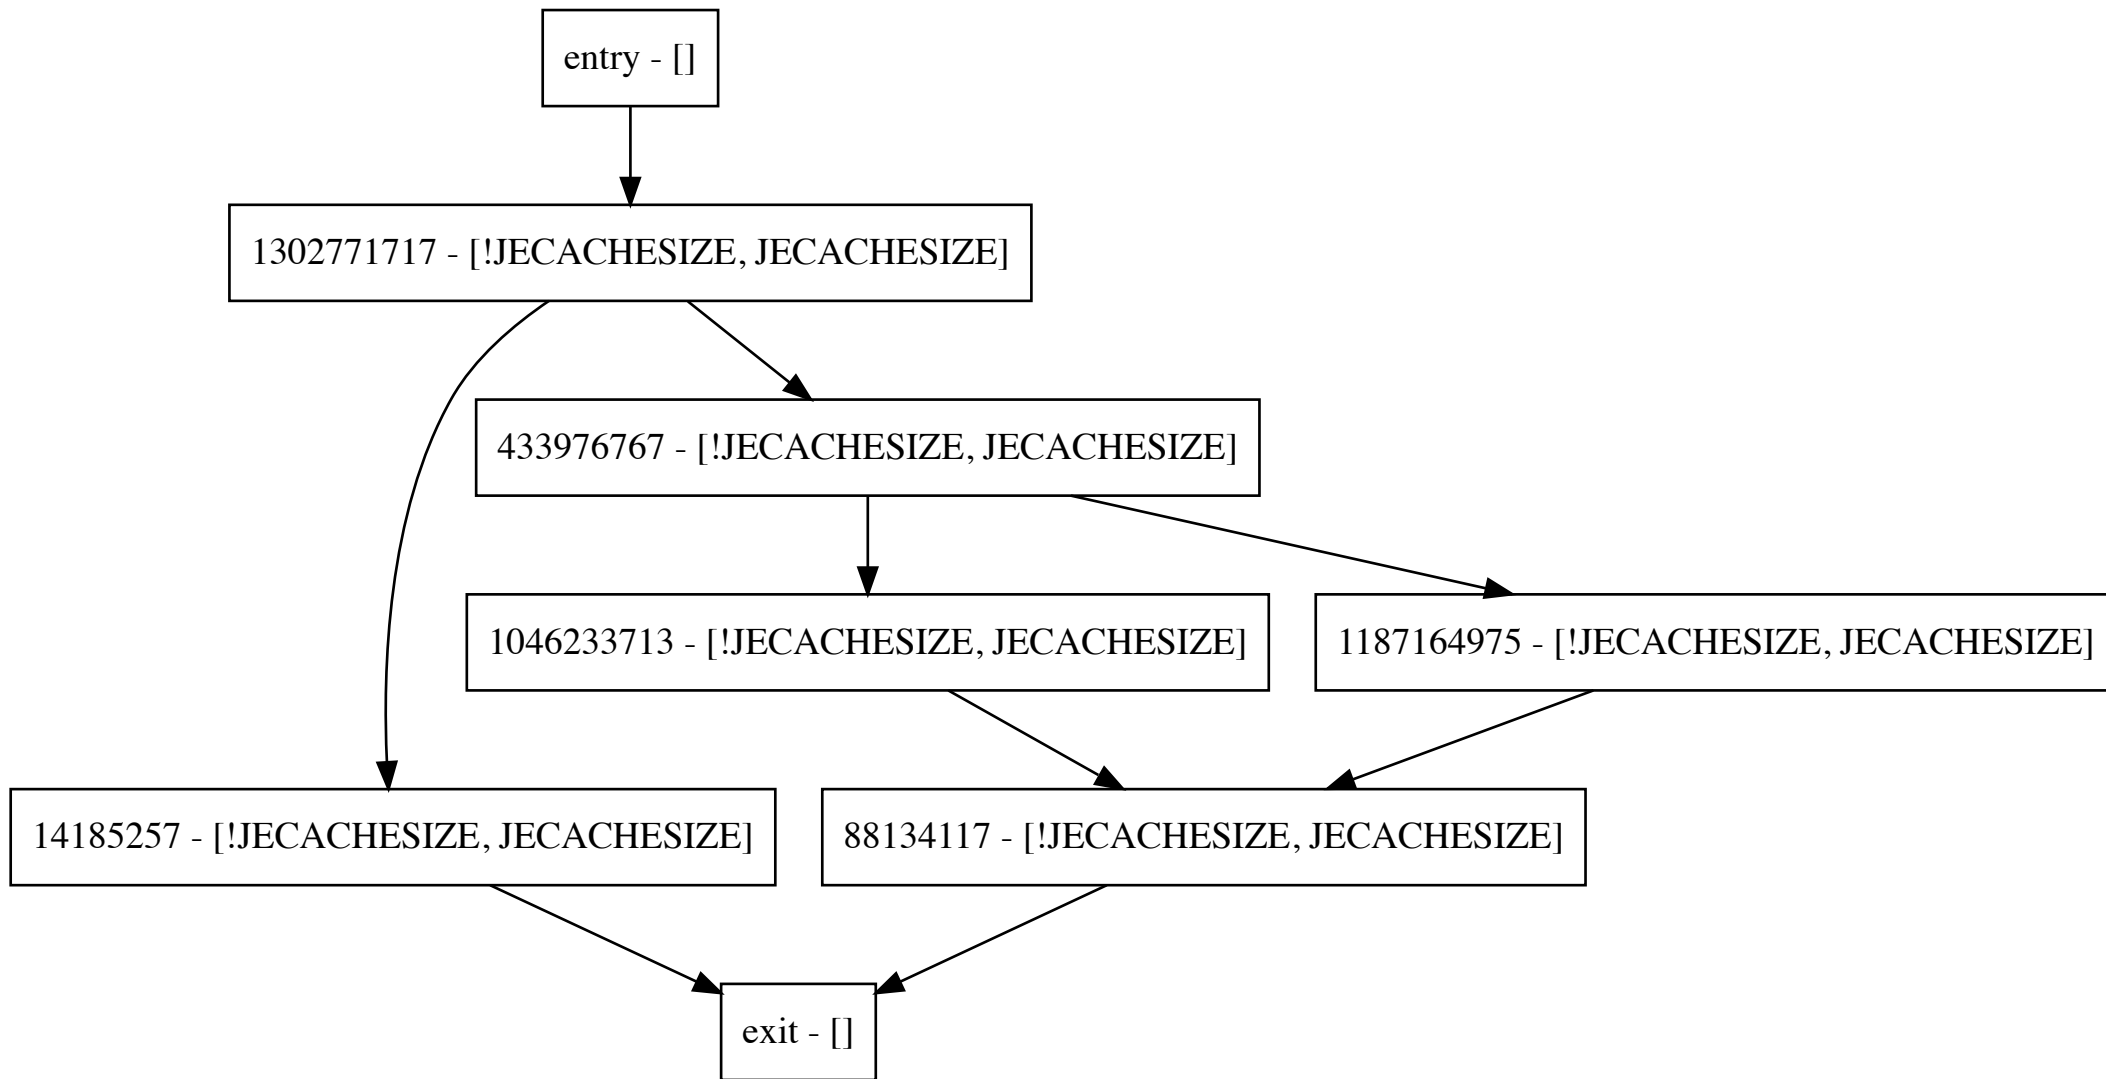 entry - []
1302771717 - [!JECACHESIZE, JECACHESIZE]
433976767 - [!JECACHESIZE, JECACHESIZE]
1046233713 - [!JECACHESIZE, JECACHESIZE]
1187164975 - [!JECACHESIZE, JECACHESIZE]
14185257 - [!JECACHESIZE, JECACHESIZE]
88134117 - [!JECACHESIZE, JECACHESIZE]
exit - []